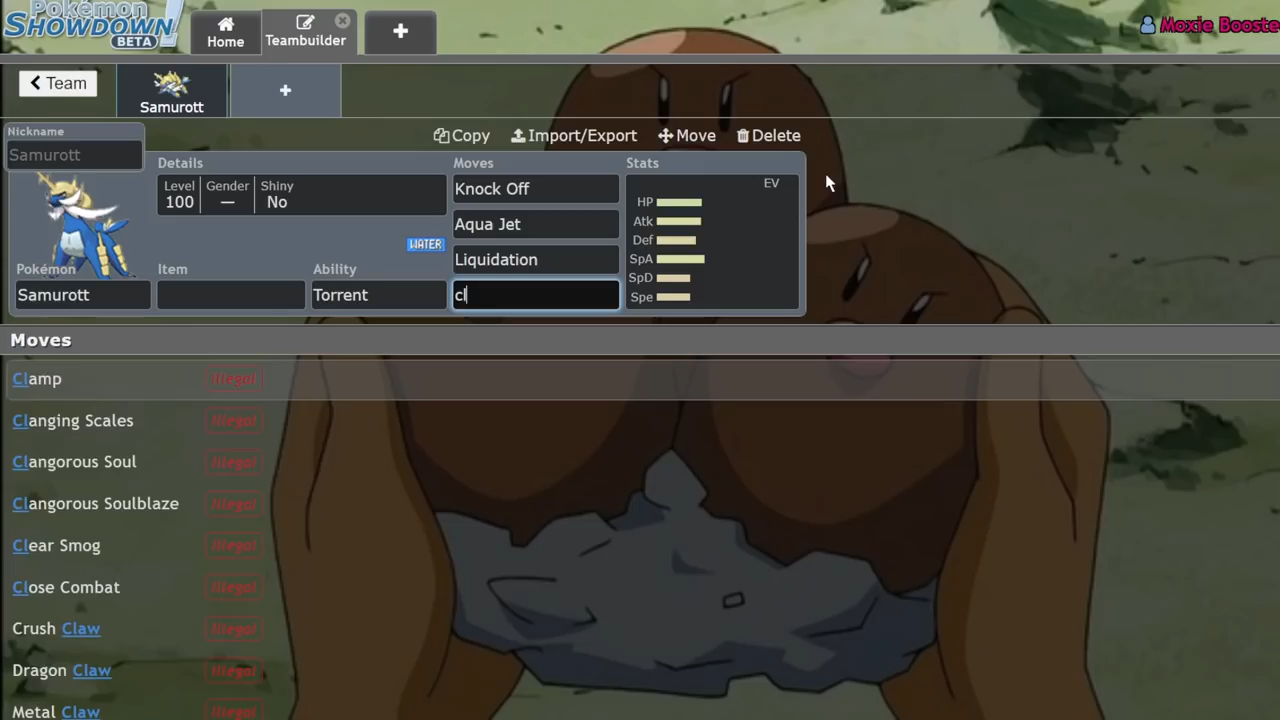 Pokémon
SHOWDOWN!
BETA
Home
Teambuilder
Moxie Booste
Team
Samurott
Nickname
Samurott
Copy
Import/Export
Move
Delete
Details
Level
100
Gender
—
Shiny
No
WATER
Pokémon
Samurott
Item
Ability
Torrent
Moves
Knock Off
Aqua Jet
Liquidation
cl
Stats
EV
HP
Atk
Def
SpA
SpD
Spe
Moves
Clamp Illegal
Clanging Scales Illegal
Clangorous Soul Illegal
Clangorous Soulblaze Illegal
Clear Smog Illegal
Close Combat Illegal
Crush Claw Illegal
Dragon Claw Illegal
Metal Claw Illegal